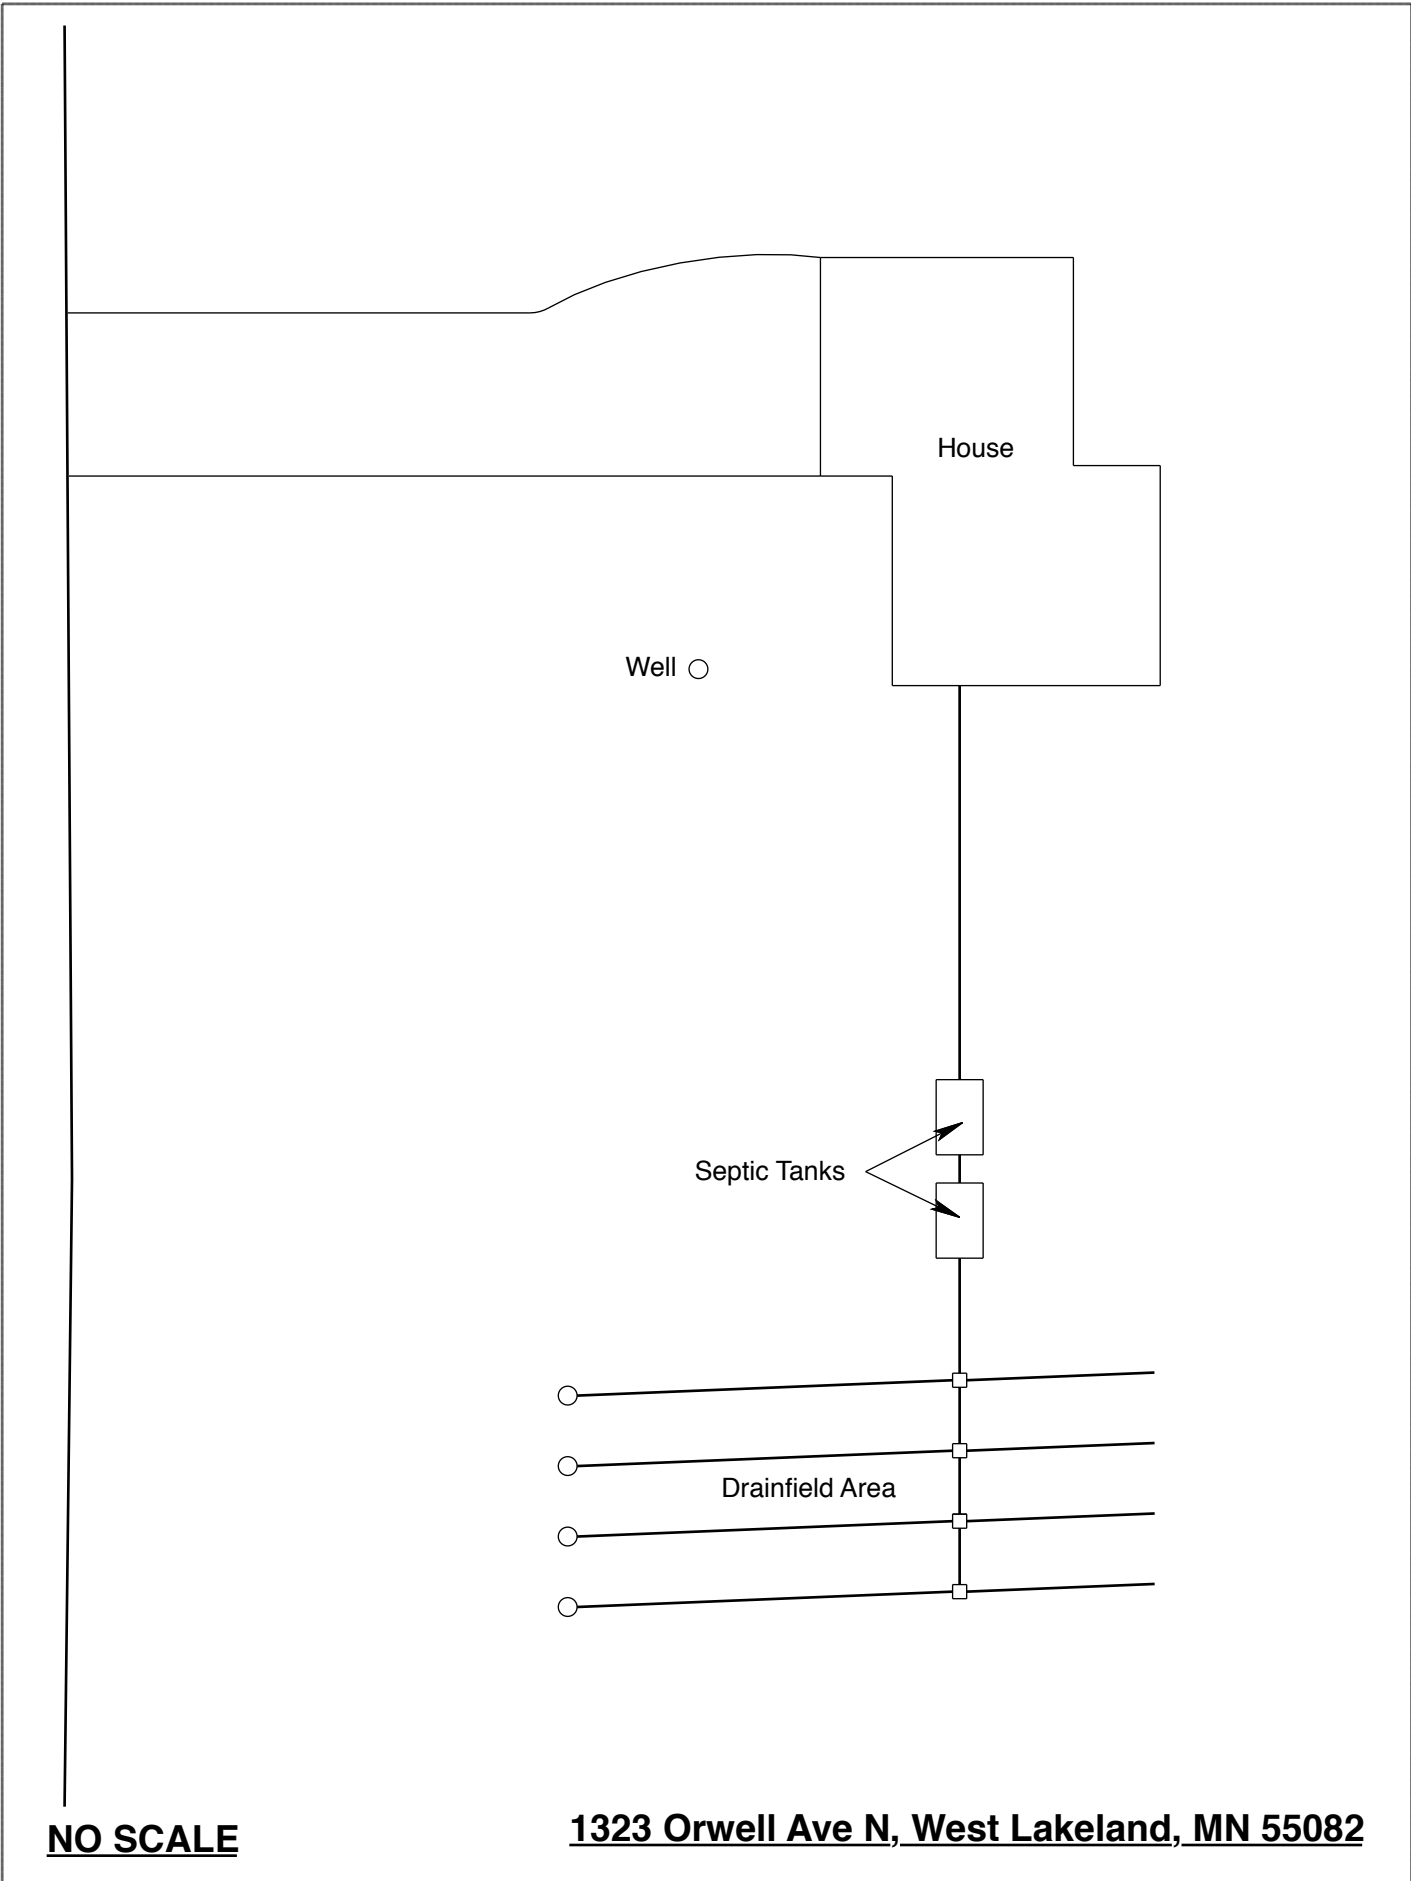 House
Well
Septic Tanks
Drainfield Area
NO SCALE
1323 Orwell Ave N, West Lakeland, MN 55082